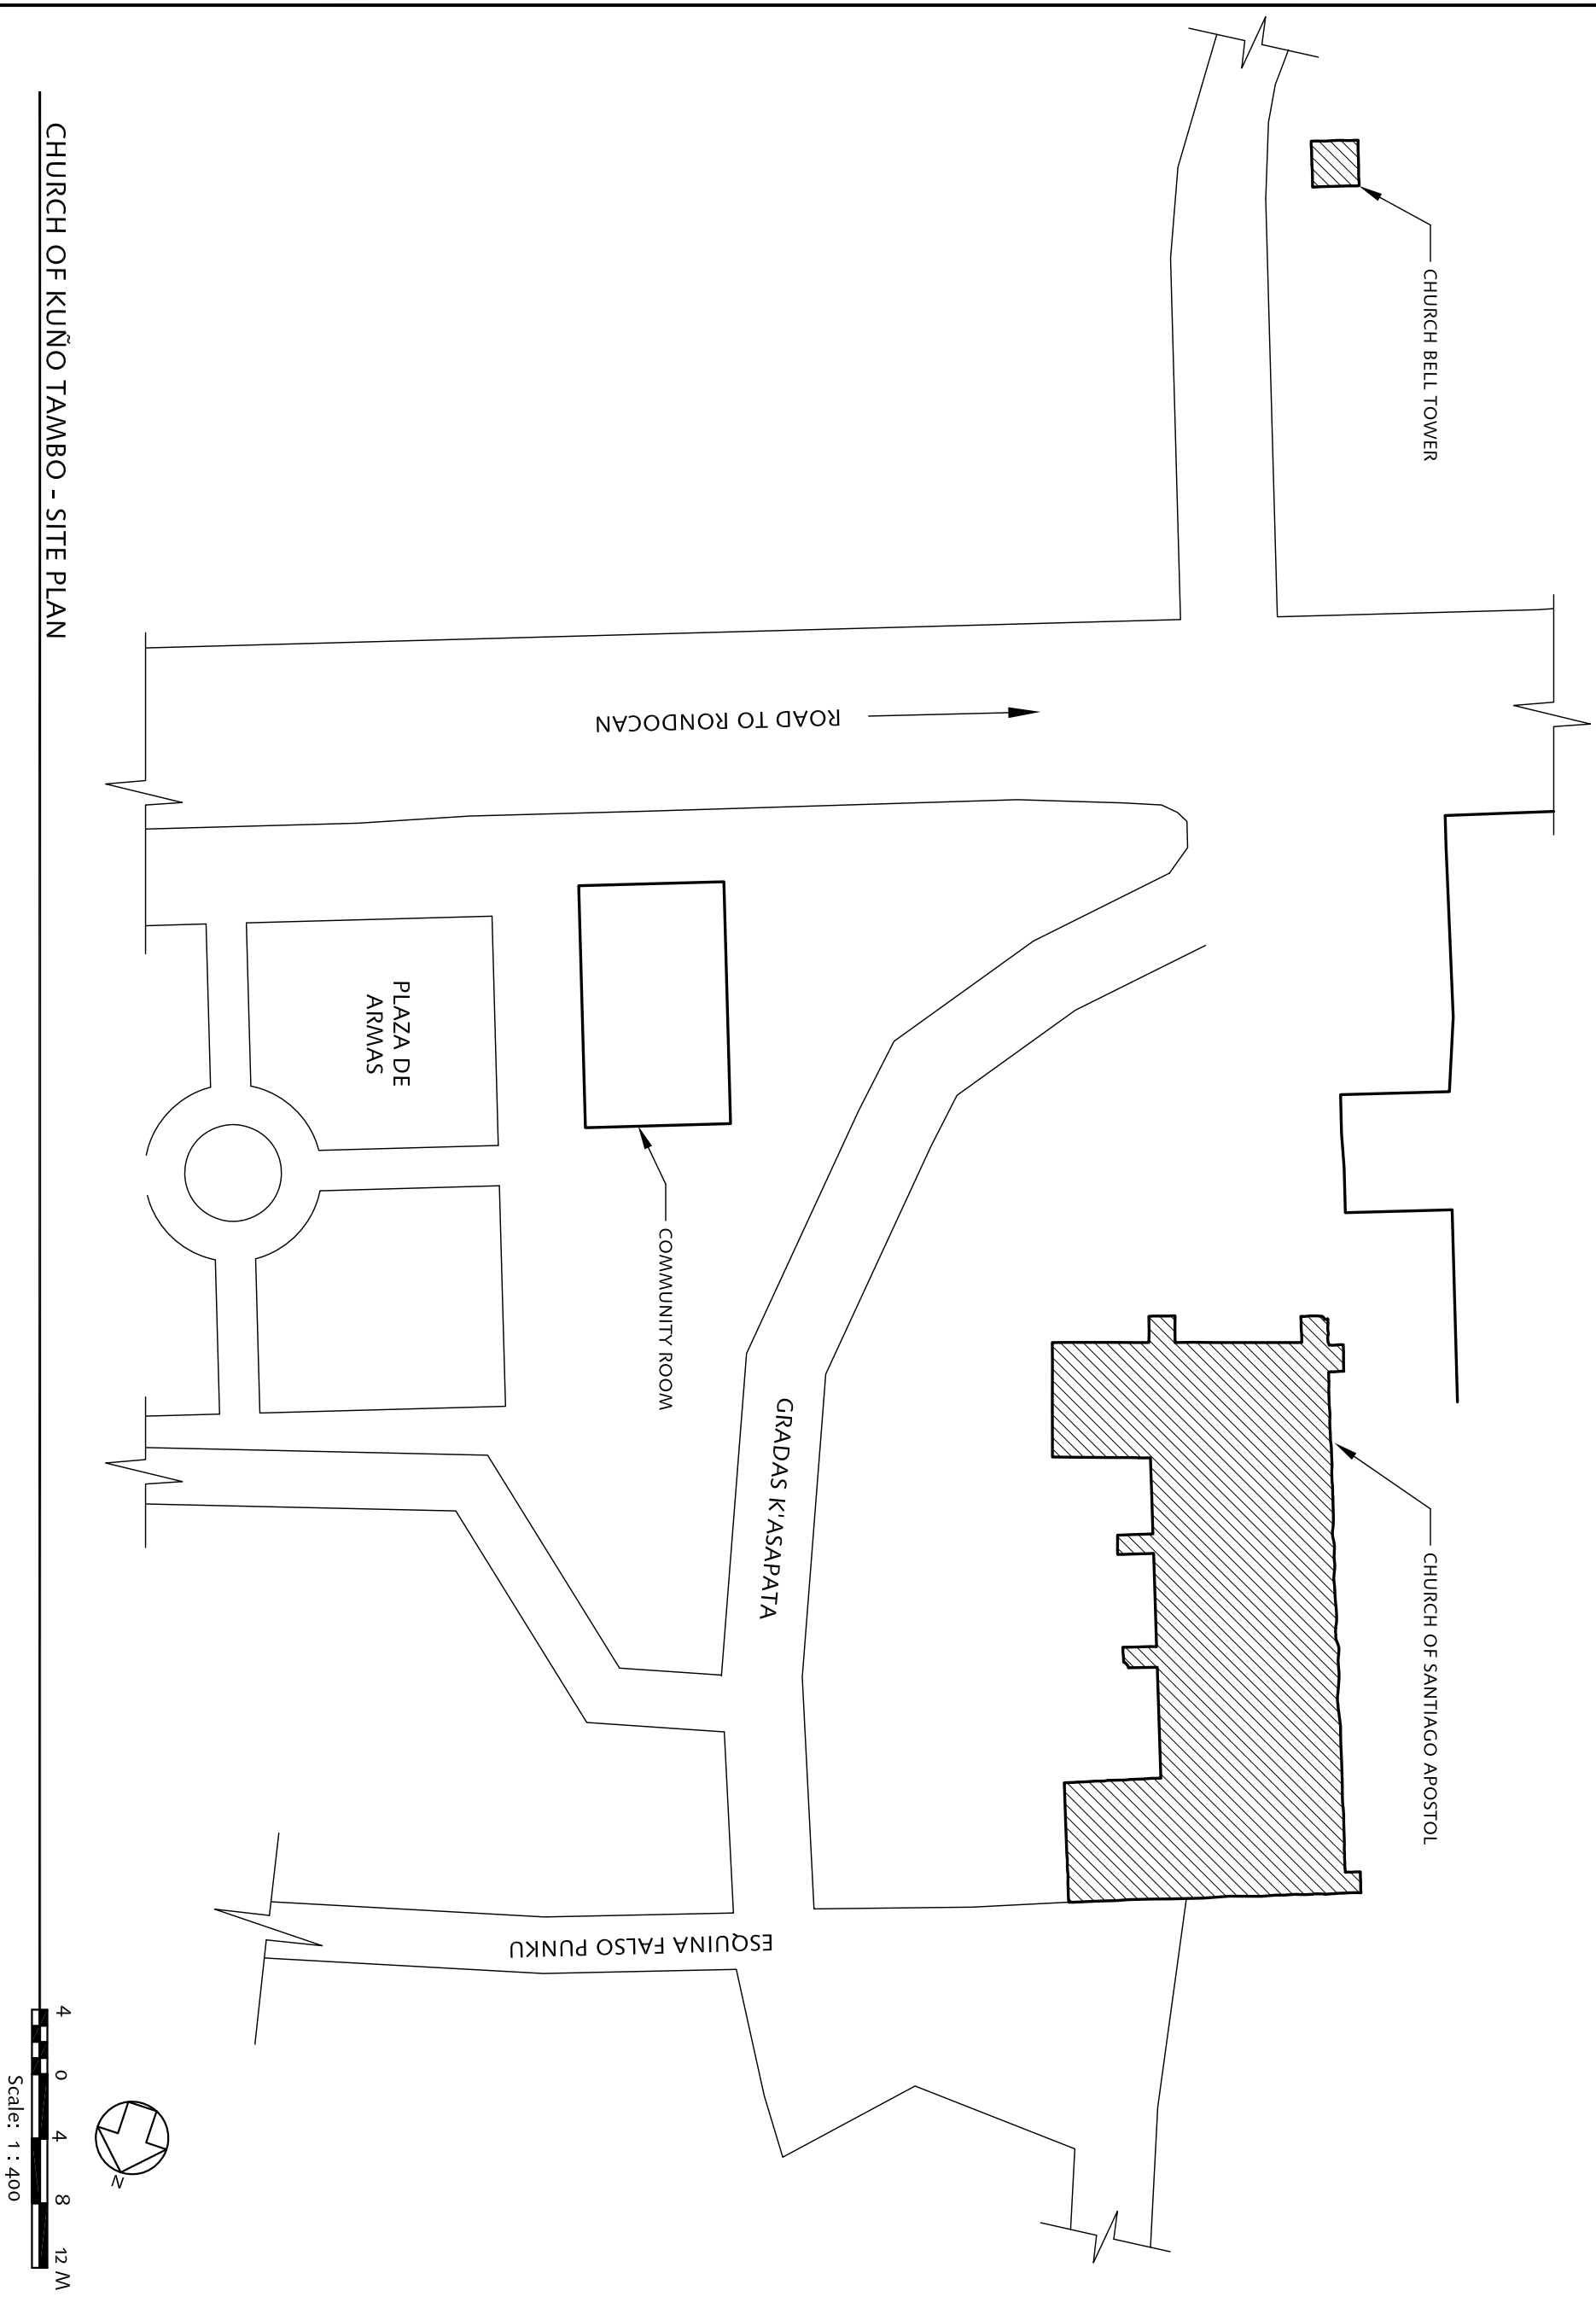 CHURCH BELL TOWER
CHURCH OF SANTIAGO APOSTOL
ROAD TO RONDOCAN
GRADAS K'ASAPATA
COMMUNITY ROOM
ESQUINA FALSO PUNKU
PLAZA DE
ARMAS
N
CHURCH OF KUÑO TAMBO - SITE PLAN
4 0 4 8 12 M
Scale: 1 : 400